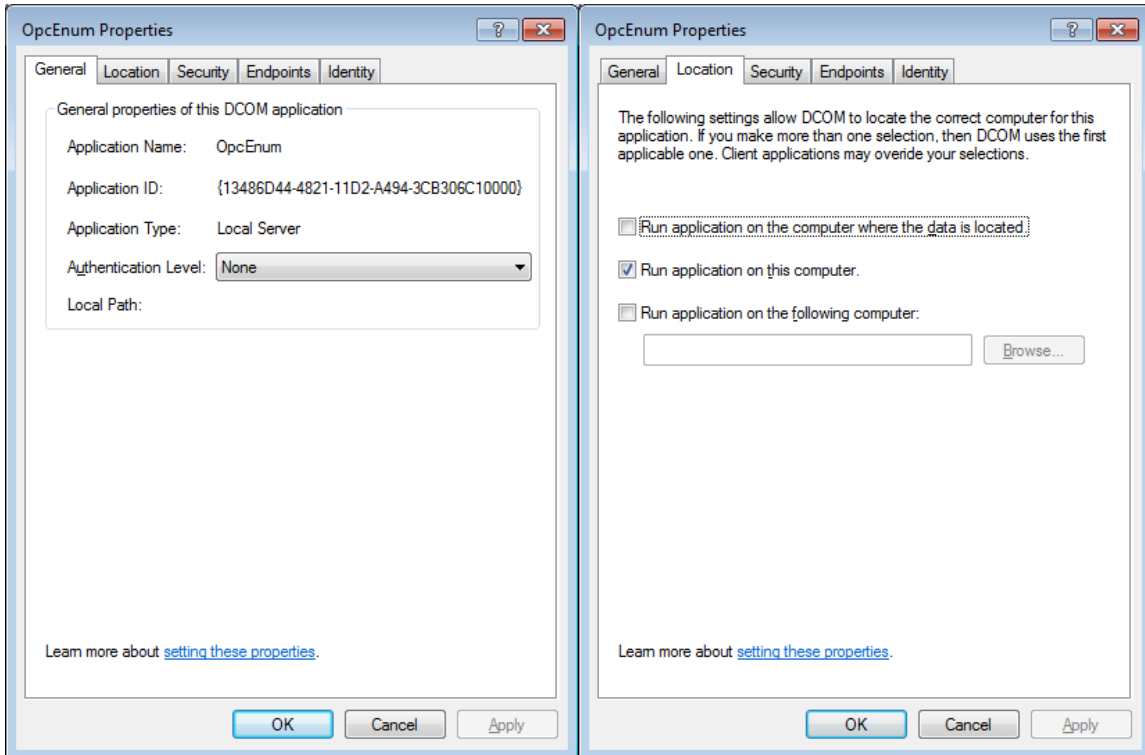 OpcEnum Properties
General Location Security Endpoints Identity
General properties of this DCOM application
Application Name: OpcEnum
Application ID: {13486D44-4821-11D2-A494-3CB306C10000}
Application Type: Local Server
Authentication Level: None
Local Path:
Learn more about setting these properties.
OK Cancel Apply
OpcEnum Properties
General Location Security Endpoints Identity
The following settings allow DCOM to locate the correct computer for this
application. If you make more than one selection, then DCOM uses the first
applicable one. Client applications may overide your selections.
Run application on the computer where the data is located.
Run application on this computer.
Run application on the following computer:
Browse...
Learn more about setting these properties.
OK Cancel Apply